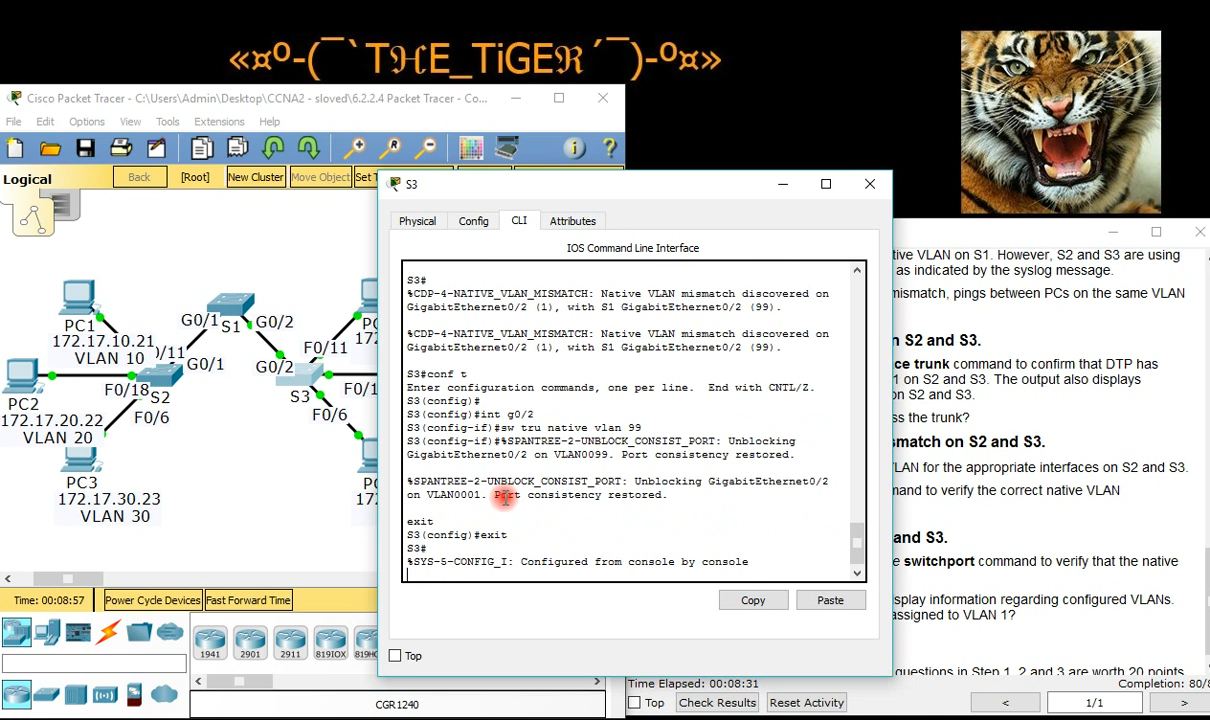 «¤º-(¯`TℋE_TiGEℜ´¯)-º¤»
Cisco Packet Tracer - C:\Users\Admin\Desktop\CCNA2 - sloved\6.2.2.4 Packet Tracer - Co...
File Edit Options View Tools Extensions Help
Logical
Back
[Root]
New Cluster
Move Object
Set T
PC1
172.17.10.21
VLAN 10
PC2
172.17.20.22
VLAN 20
PC3
172.17.30.23
VLAN 30
G0/1
S1
G0/2
G0/1
F0/18
S2
F0/6
G0/2
S3
F0/11
F0/6
S3
Physical
Config
CLI
Attributes
IOS Command Line Interface
S3#
%CDP-4-NATIVE_VLAN_MISMATCH: Native VLAN mismatch discovered on
GigabitEthernet0/2 (1), with S1 GigabitEthernet0/2 (99).
%CDP-4-NATIVE_VLAN_MISMATCH: Native VLAN mismatch discovered on
GigabitEthernet0/2 (1), with S1 GigabitEthernet0/2 (99).
S3#conf t
Enter configuration commands, one per line. End with CNTL/Z.
S3(config)#
S3(config)#int g0/2
S3(config-if)#sw tru native vlan 99
S3(config-if)#%SPANTREE-2-UNBLOCK_CONSIST_PORT: Unblocking
GigabitEthernet0/2 on VLAN0099. Port consistency restored.
%SPANTREE-2-UNBLOCK_CONSIST_PORT: Unblocking GigabitEthernet0/2
on VLAN0001. Port consistency restored.
exit
S3(config)#exit
S3#
%SYS-5-CONFIG_I: Configured from console by console
Copy
Paste
Top
tive VLAN on S1. However, S2 and S3 are using
as indicated by the syslog message.
mismatch, pings between PCs on the same VLAN
n S2 and S3.
ce trunk command to confirm that DTP has
1 on S2 and S3. The output also displays
on S2 and S3.
ss the trunk?
smatch on S2 and S3.
LAN for the appropriate interfaces on S2 and S3.
mand to verify the correct native VLAN
and S3.
e switchport command to verify that the native
splay information regarding configured VLANs.
assigned to VLAN 1?
questions in Step 1, 2 and 3 are worth 20 points
Time: 00:08:57
Power Cycle Devices
Fast Forward Time
1941
2901
2911
819IOX
819HG
CGR1240
Time Elapsed: 00:08:31
Completion: 80/8
Top
Check Results
Reset Activity
<
1/1
>